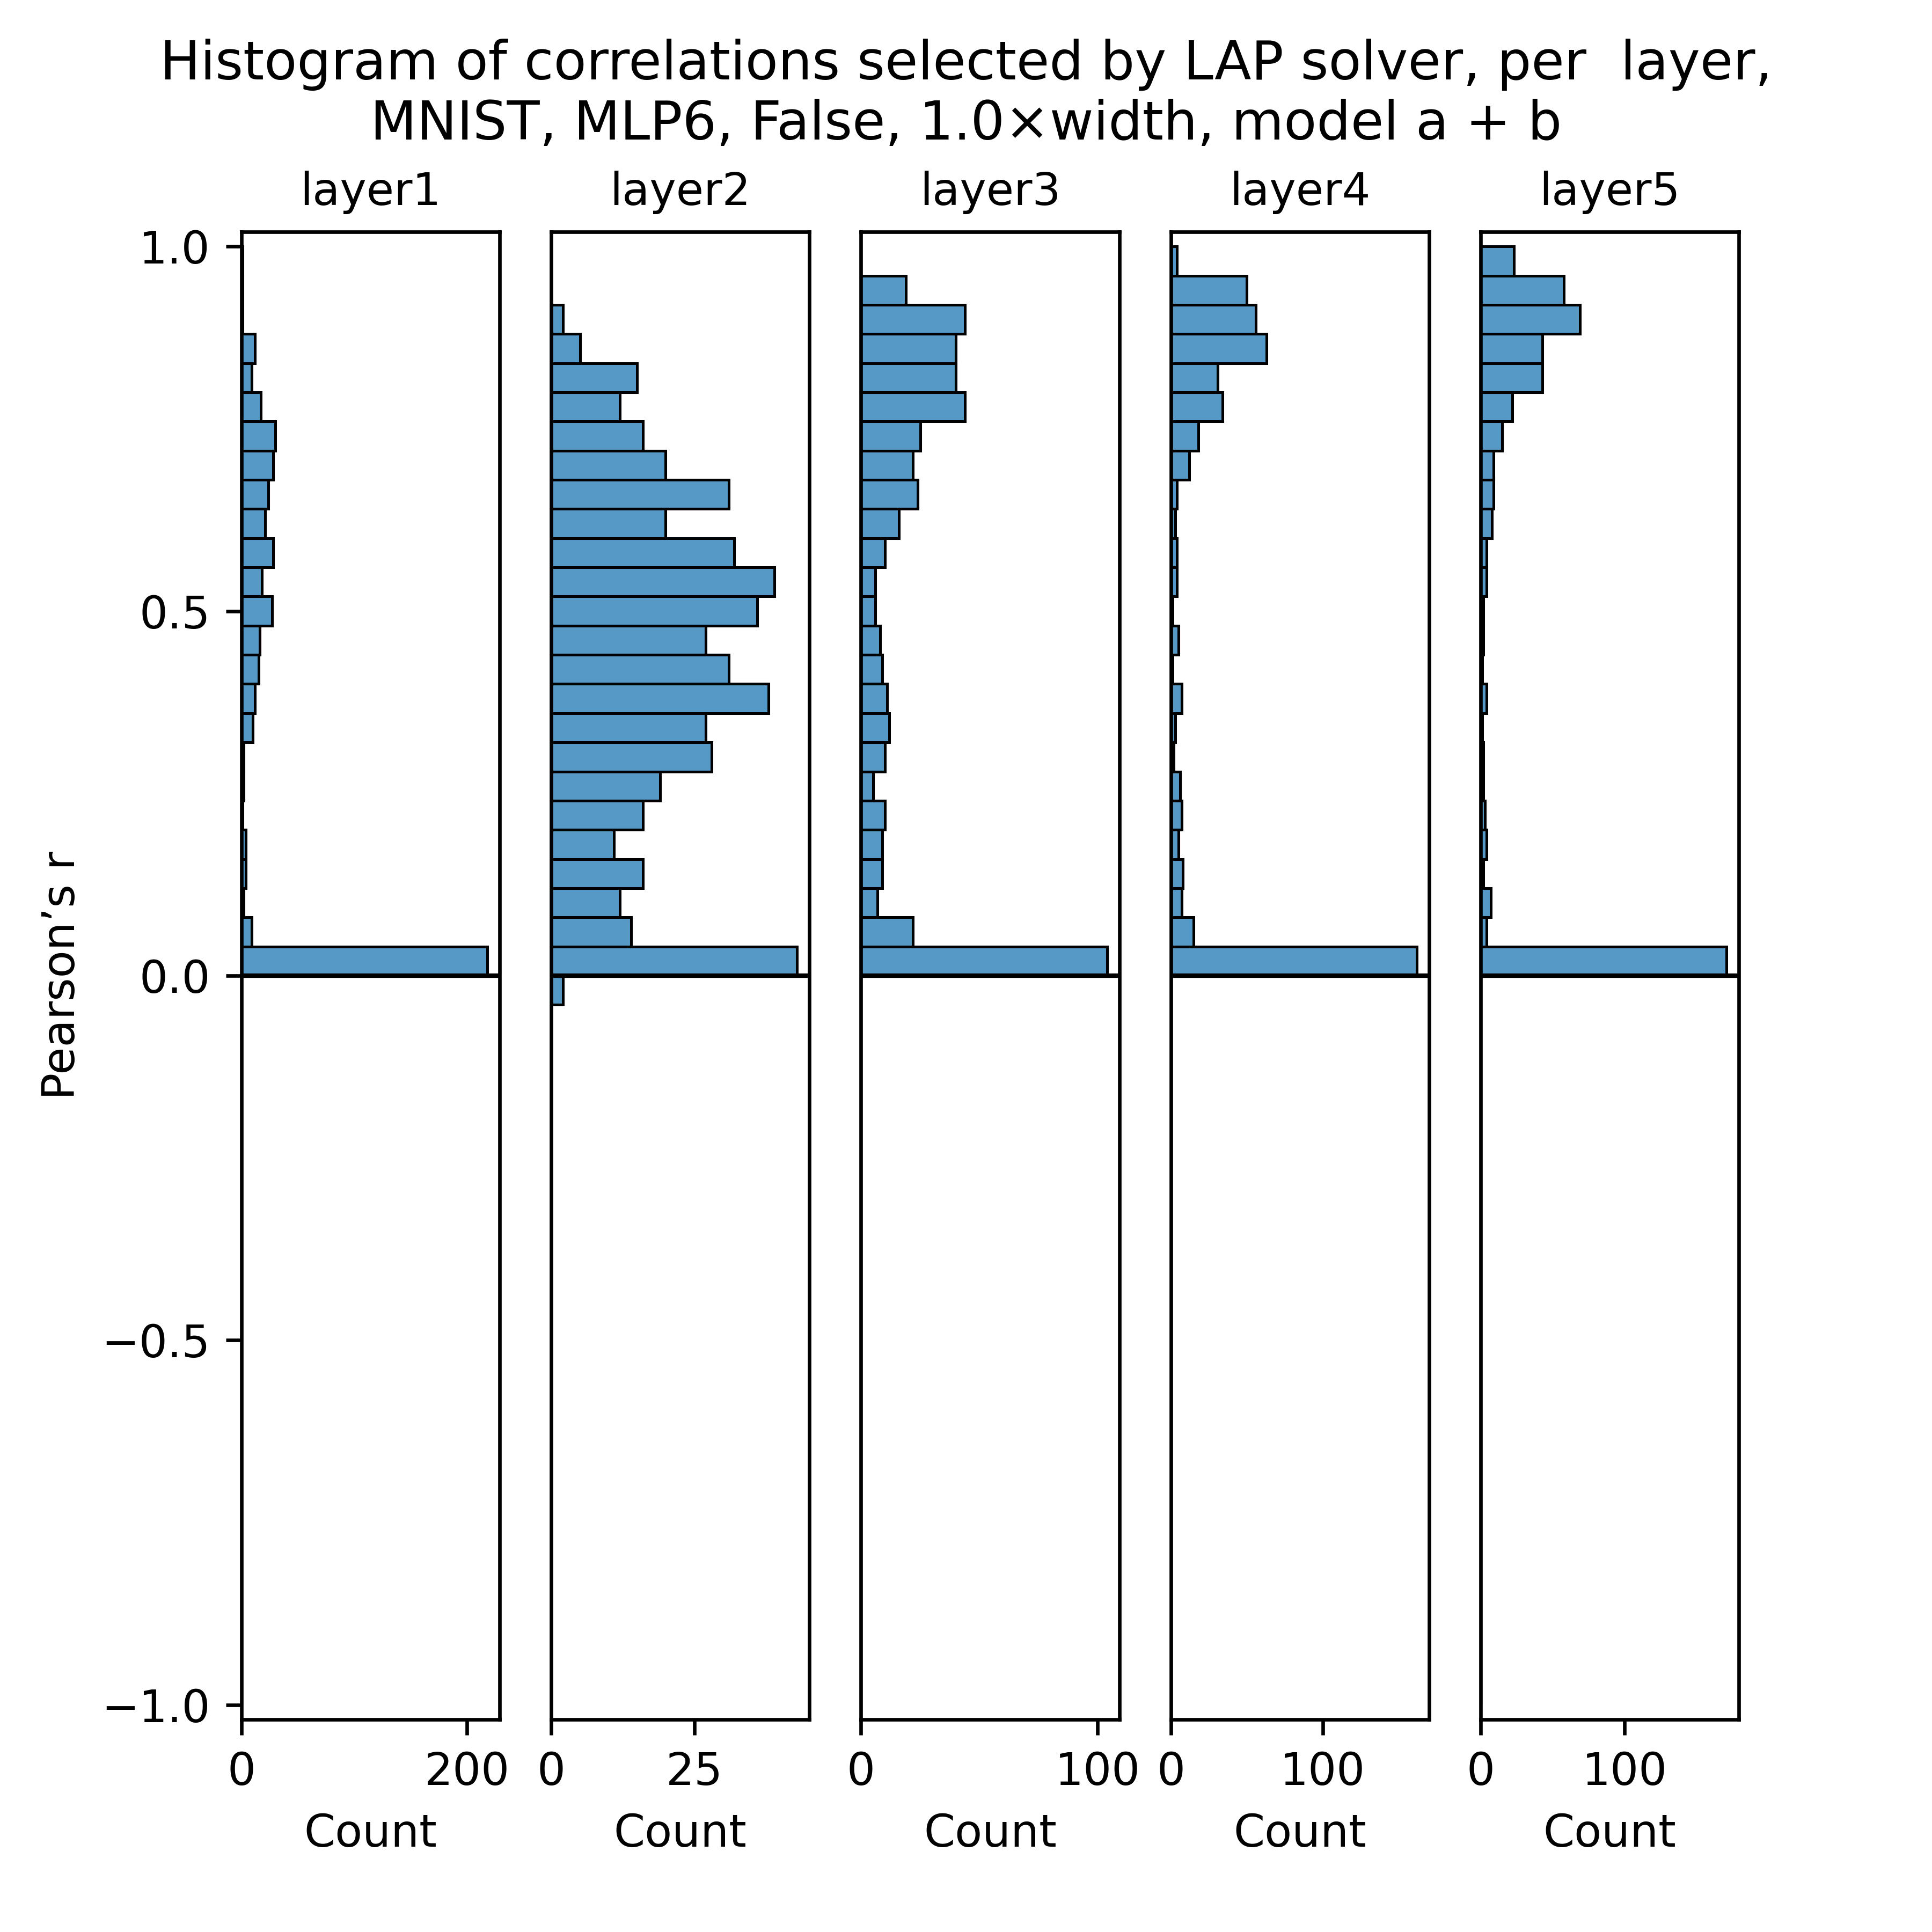 Histogram of correlations selected by LAP solver, per  layer,
MNIST, MLP6, False, 1.0×width, model a + b
layer1 layer2 layer3 layer4 layer5
1.0
0.5
0.0
−0.5
−1.0
Pearson’s r
0 200 0 25 0 100 0 100 0 100
Count Count Count Count Count